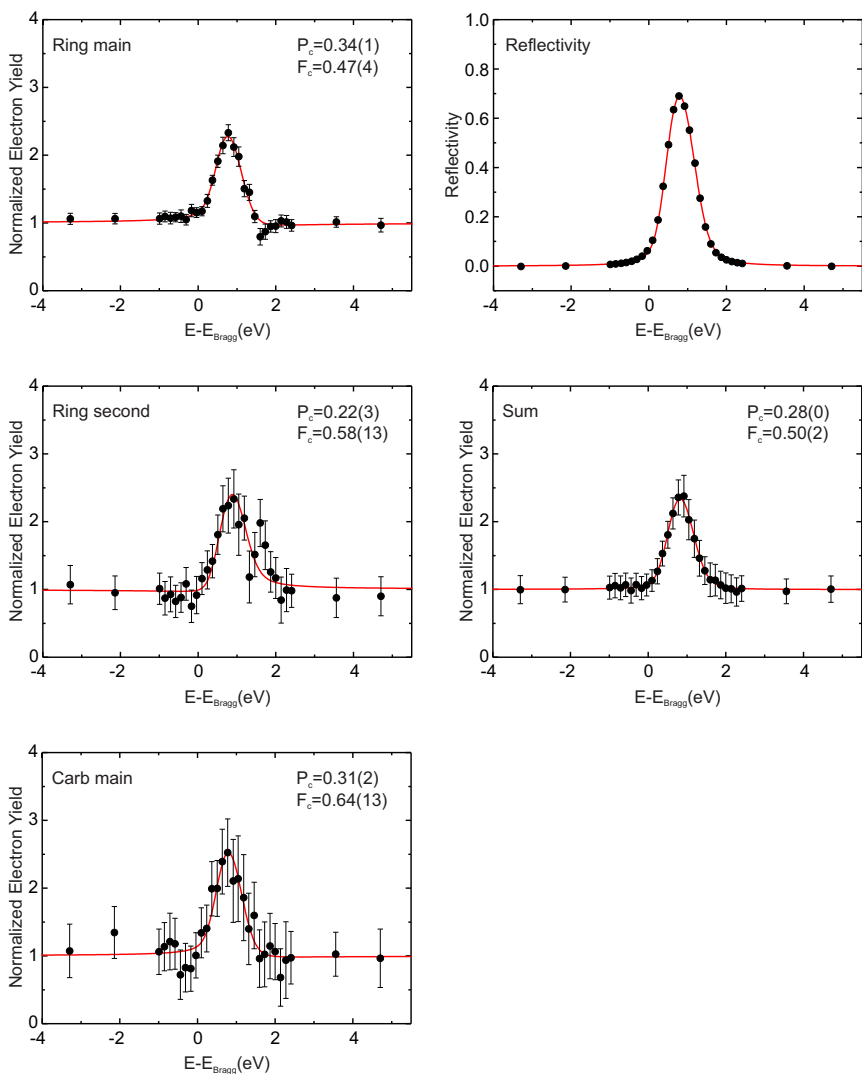 Ring main
P_c=0.34(1)
F_c=0.47(4)
Normalized Electron Yield
4
3
2
1
0
-4
-2
0
2
4
E-E_Bragg(eV)
Reflectivity
Reflectivity
1.0
0.8
0.6
0.4
0.2
0.0
-4
-2
0
2
4
E-E_Bragg(eV)
Ring second
P_c=0.22(3)
F_c=0.58(13)
Normalized Electron Yield
4
3
2
1
0
-4
-2
0
2
4
E-E_Bragg(eV)
Sum
P_c=0.28(0)
F_c=0.50(2)
Normalized Electron Yield
4
3
2
1
0
-4
-2
0
2
4
E-E_Bragg(eV)
Carb main
P_c=0.31(2)
F_c=0.64(13)
Normalized Electron Yield
4
3
2
1
0
-4
-2
0
2
4
E-E_Bragg(eV)